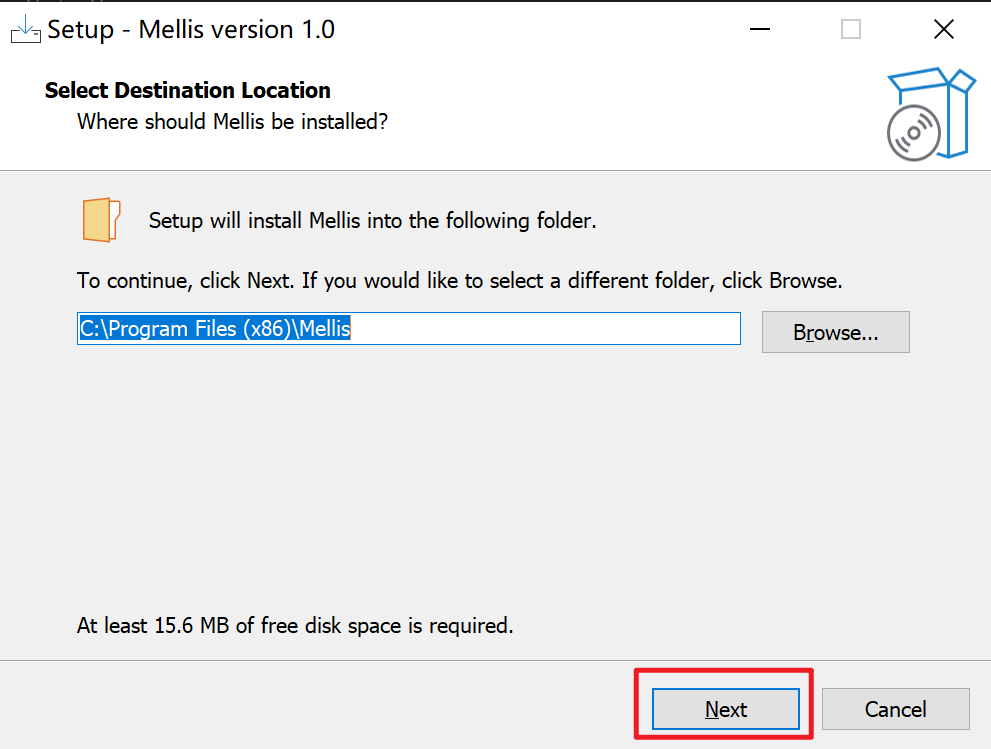 Setup - Mellis version 1.0
Select Destination Location
Where should Mellis be installed?
Setup will install Mellis into the following folder.
To continue, click Next. If you would like to select a different folder, click Browse.
C:\Program Files (x86)\Mellis
Browse...
At least 15.6 MB of free disk space is required.
Next
Cancel